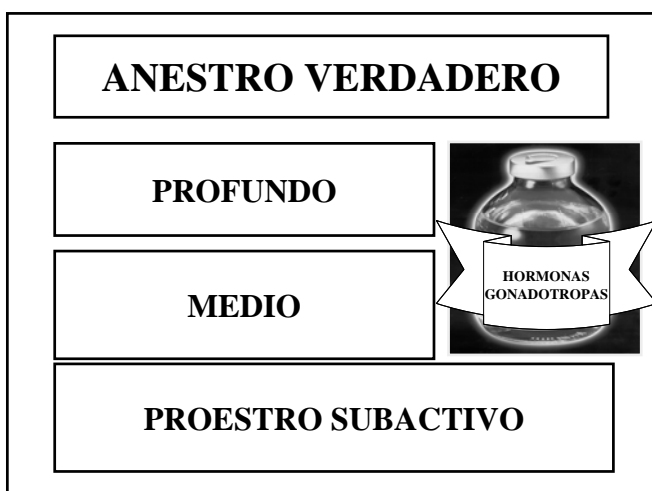 ANESTRO VERDADERO
PROFUNDO
MEDIO
HORMONAS
GONADOTROPAS
PROESTRO SUBACTIVO